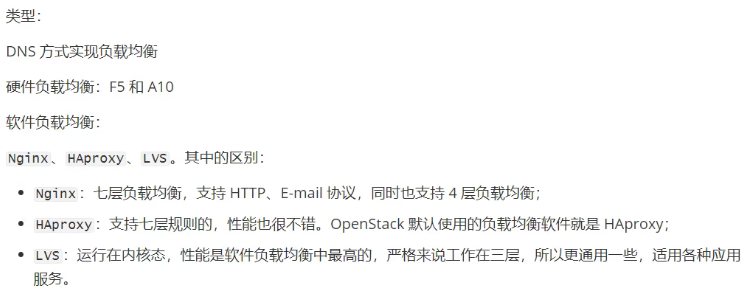 类型：
DNS 方式实现负载均衡
硬件负载均衡：F5 和 A10
软件负载均衡：
Nginx、HAproxy、LVS。其中的区别：
• Nginx：七层负载均衡，支持 HTTP、E-mail 协议，同时也支持 4 层负载均衡；
• HAproxy：支持七层规则的，性能也很不错。OpenStack 默认使用的负载均衡软件就是 HAproxy；
• LVS：运行在内核态，性能是软件负载均衡中最高的，严格来说工作在三层，所以更通用一些，适用各种应用
服务。